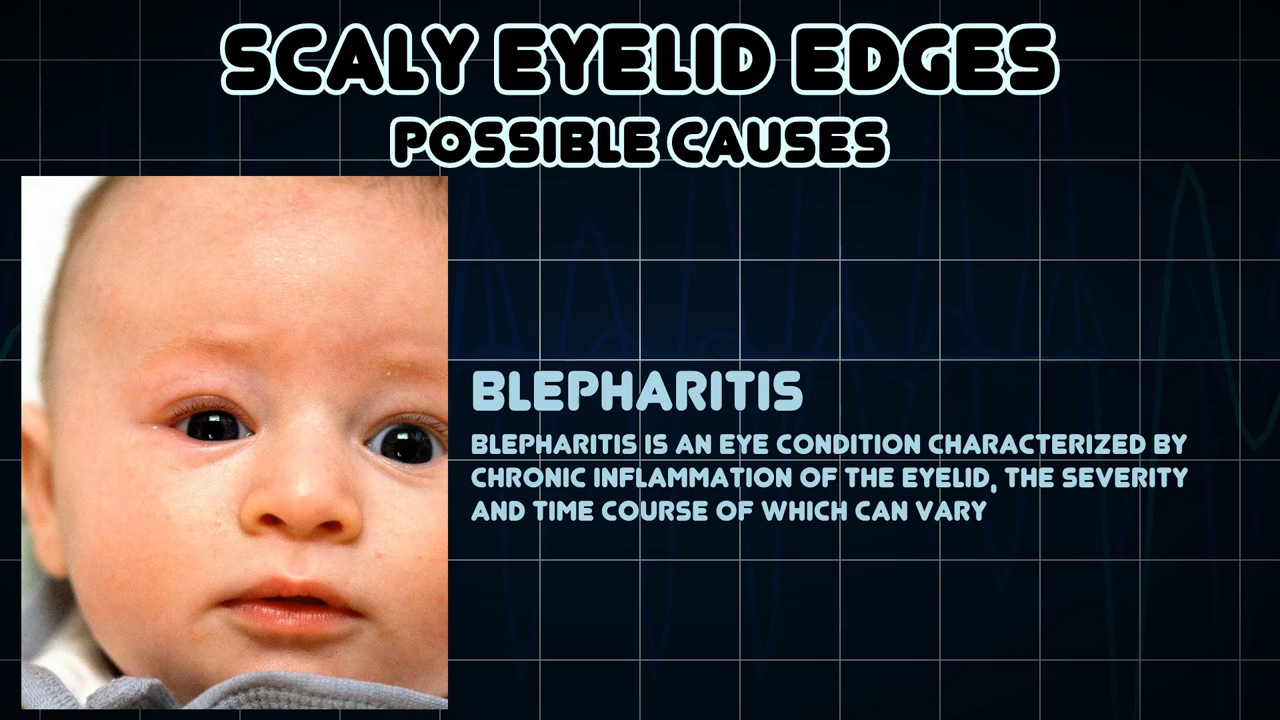 SCALY EYELID EDGES
POSSIBLE CAUSES
BLEPHARITIS
BLEPHARITIS IS AN EYE CONDITION CHARACTERIZED BY
CHRONIC INFLAMMATION OF THE EYELID, THE SEVERITY
AND TIME COURSE OF WHICH CAN VARY